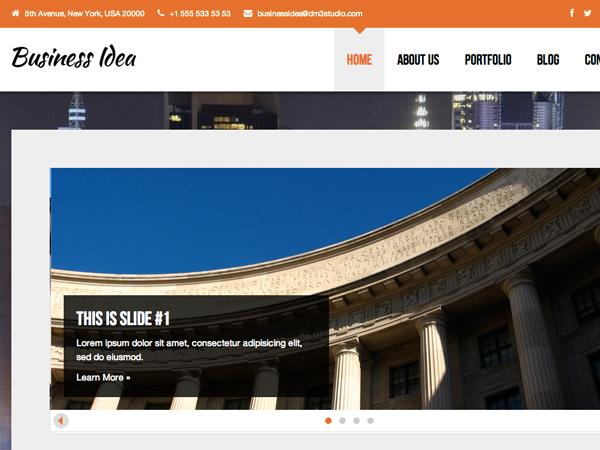 5th Avenue, New York, USA 20000 +1 555 533 53 53 businessidea@dm3studio.com
Business Idea
HOME ABOUT US PORTFOLIO BLOG CON
THIS IS SLIDE #1
Lorem ipsum dolor sit amet, consectetur adipisicing elit,
sed do eiusmod.
Learn More »